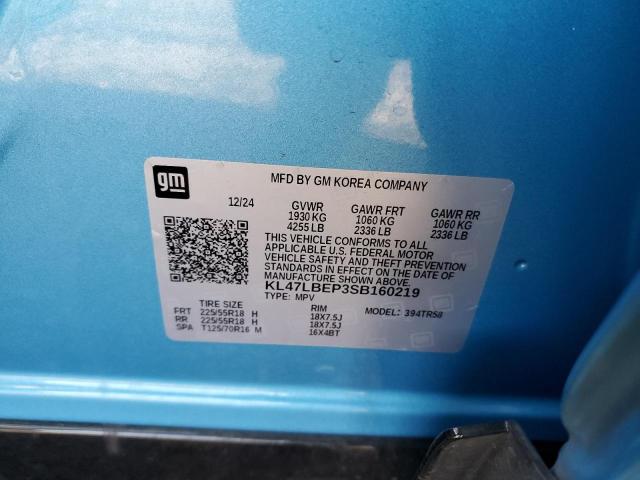 gm
MFD BY GM KOREA COMPANY
12/24
GVWR GAWR FRT GAWR RR
1930 KG 1060 KG 1060 KG
4255 LB 2336 LB 2336 LB
THIS VEHICLE CONFORMS TO ALL
APPLICABLE U.S. FEDERAL MOTOR
VEHICLE SAFETY AND THEFT PREVENTION
STANDARDS IN EFFECT ON THE DATE OF
MANUFACTURE SHOWN ABOVE.
KL47LBEP3SB160219
TYPE: MPV
TIRE SIZE RIM MODEL: 394TR58
FRT 225/55R18 H 18X7.5J
RR 225/55R18 H 18X7.5J
SPA T125/70R16 M 16X4BT